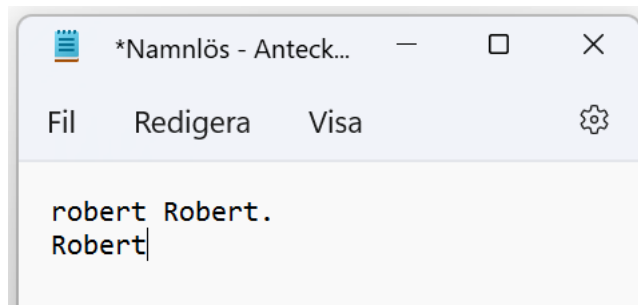 *Namnlös - Anteck...
Fil Redigera Visa
robert Robert.
Robert